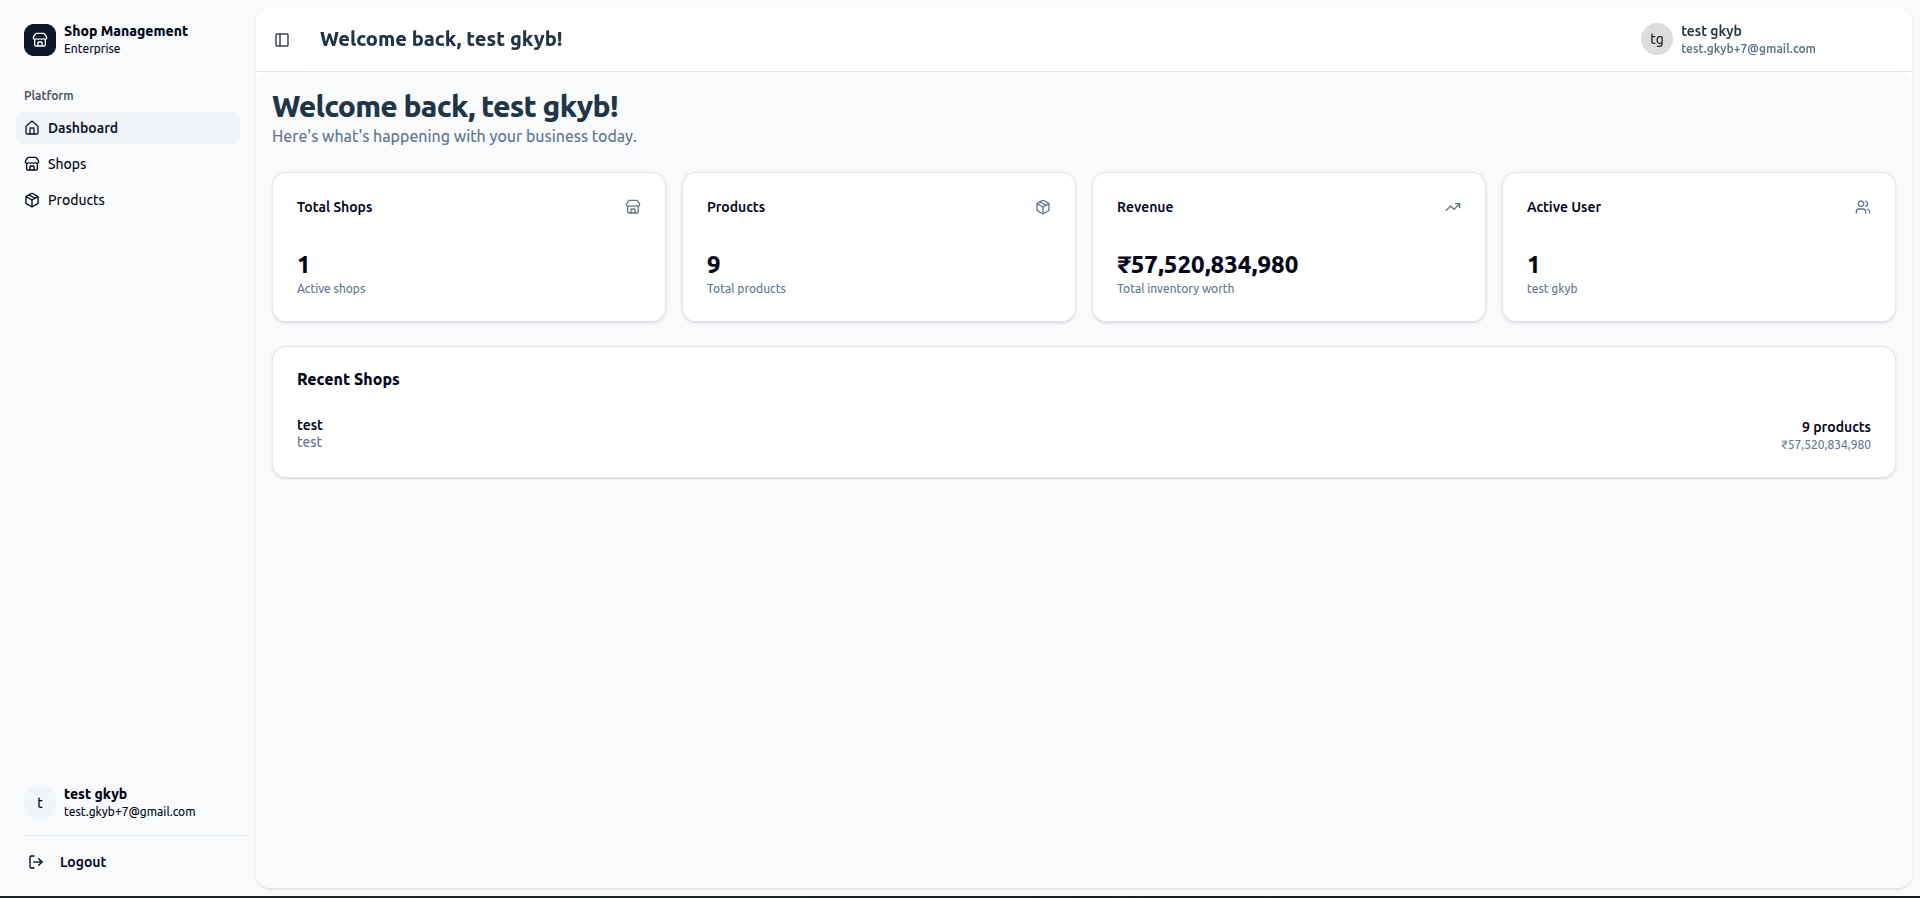 Shop Management
Enterprise
Platform
Dashboard
Shops
Products
test gkyb
t
test.gkyb+7@gmail.com
Logout
Welcome back, test gkyb!
tg
test gkyb
test.gkyb+7@gmail.com
Welcome back, test gkyb!
Here's what's happening with your business today.
Total Shops
1
Active shops
Products
9
Total products
Revenue
₹57,520,834,980
Total inventory worth
Active User
1
test gkyb
Recent Shops
test
test
9 products
₹57,520,834,980